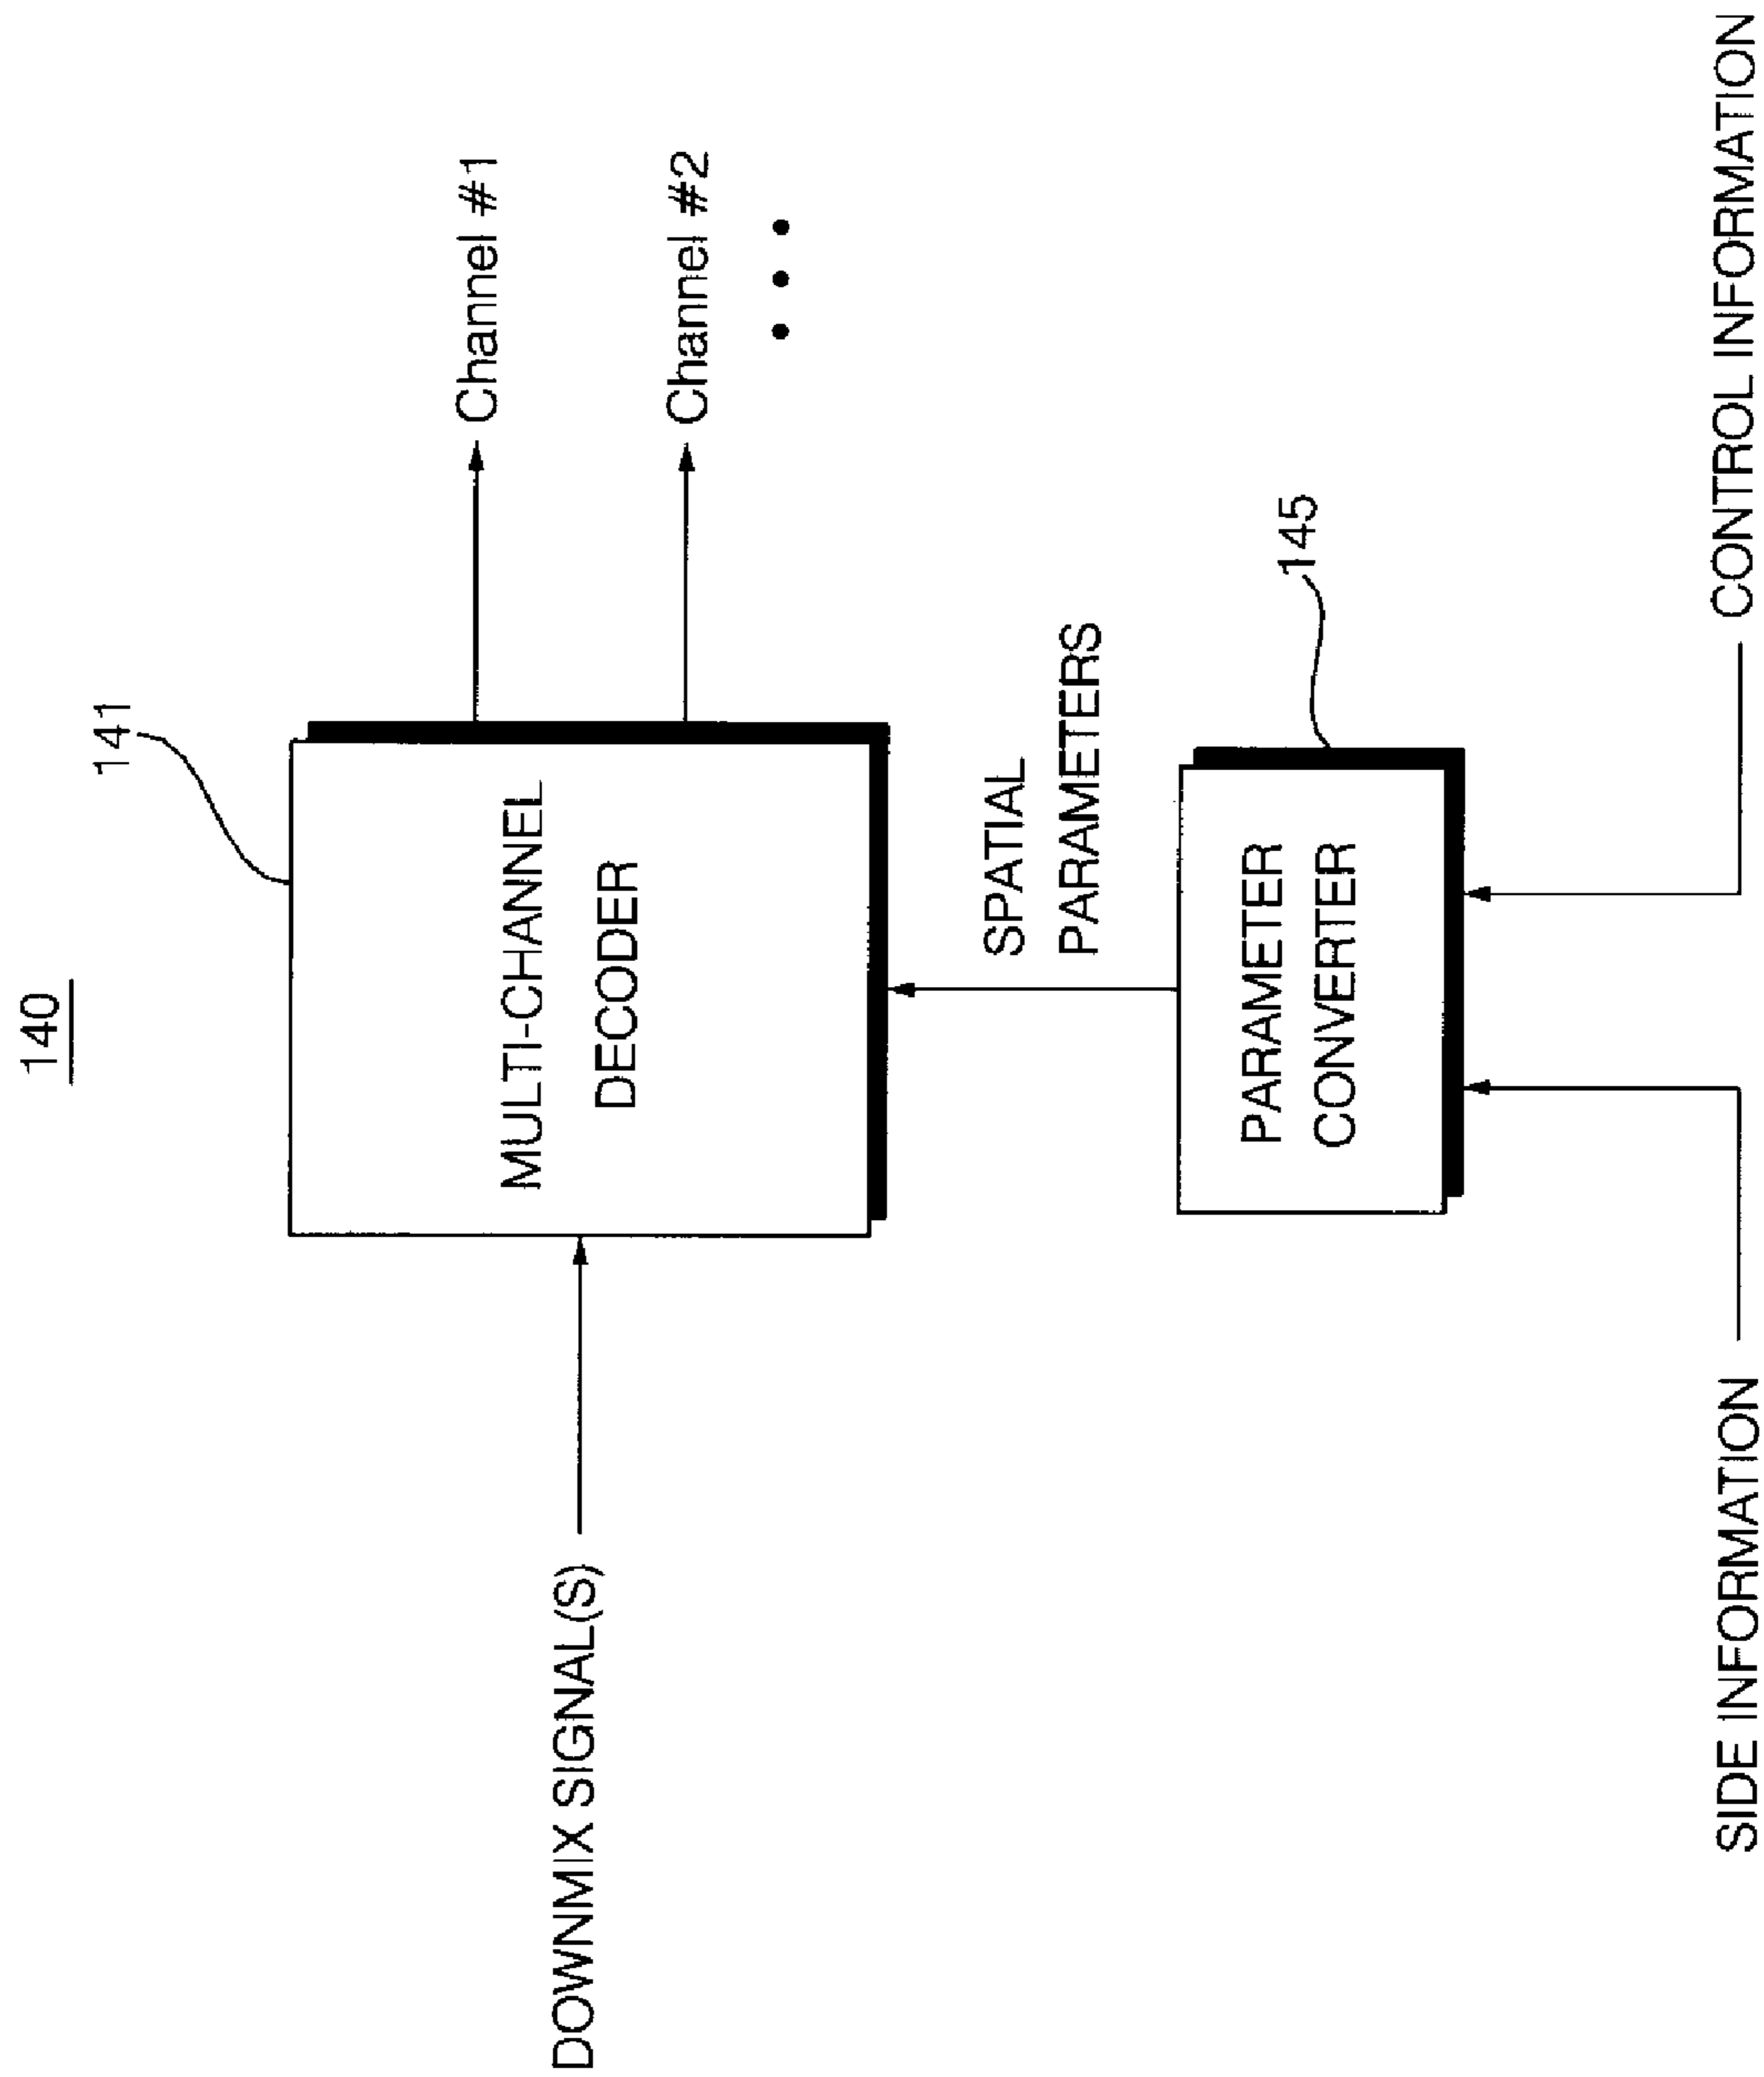 140
141
MULTI-CHANNEL
DECODER
DOWNMIX SIGNAL(S)
Channel #1
Channel #2
SPATIAL
PARAMETERS
145
PARAMETER
CONVERTER
SIDE INFORMATION
CONTROL INFORMATION